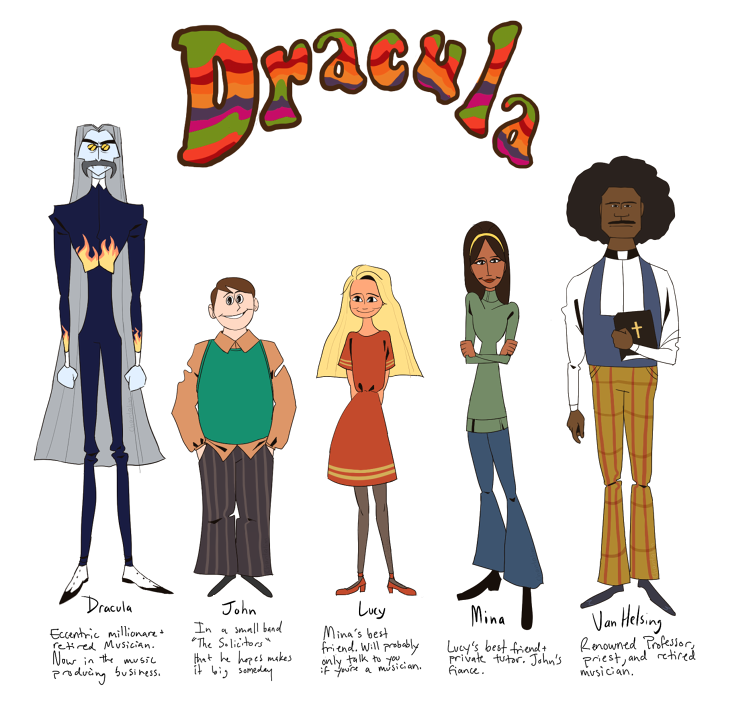 Dracula
Dracula
Eccentric millionare +
retired Musician.
Now in the music
producing business.
John
In a small band
"The Solicitors"
that he hopes makes
it big someday
Lucy
Mina's best
friend. Will probably
only talk to you
if you're a musician.
Mina
Lucy's best friend +
private tutor. John's
fiance.
Van Helsing
Renowned Professor,
priest, and retired
musician.